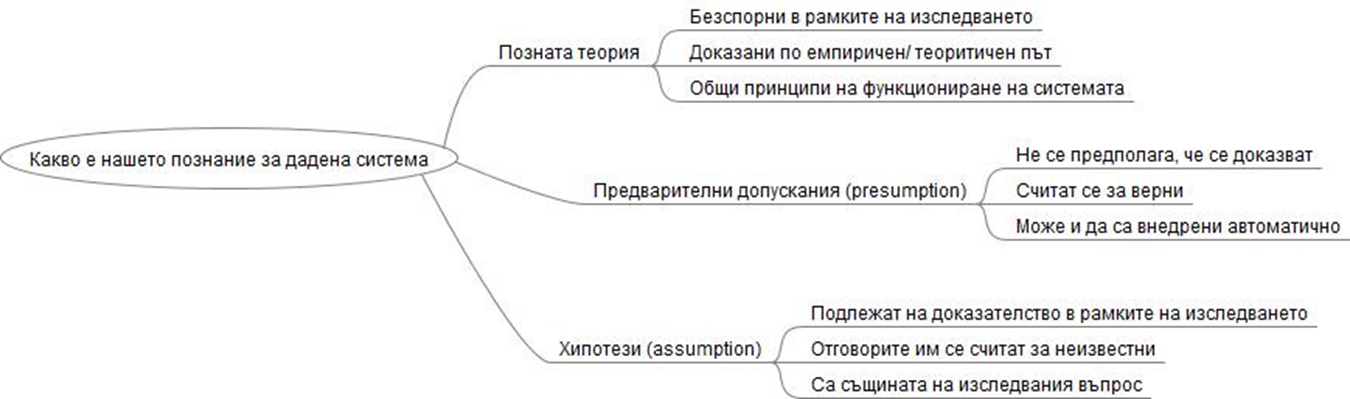 Какво е нашето познание за дадена система
Позната теория
Безспорни в рамките на изследването
Доказани по емпиричен/ теоритичен път
Общи принципи на функциониране на системата
Предварителни допускания (presumption)
Не се предполага, че се доказват
Считат се за верни
Може и да са внедрени автоматично
Хипотези (assumption)
Подлежат на доказателство в рамките на изследването
Отговорите им се считат за неизвестни
Са същината на изследвания въпрос